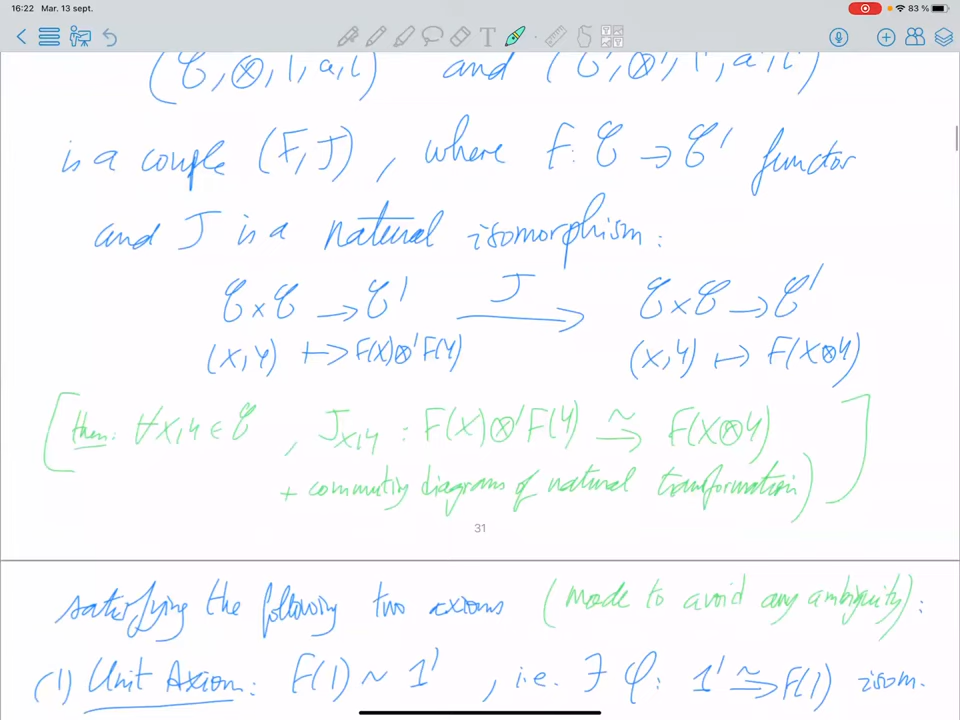 16:22 Mar. 13 sept. 83 %
(𝒞, ⊗, 1, a, ι) and (𝒞', ⊗', 1', a', ι')
is a couple (F, J), where F: 𝒞 → 𝒞' functor
and J is a natural isomorphism:
𝒞 × 𝒞 → 𝒞' J→ 𝒞 × 𝒞 → 𝒞'
(X, Y) ↦ F(X) ⊗' F(Y) (X, Y) ↦ F(X ⊗ Y)
[then: ∀ X, Y ∈ 𝒞, J_{X,Y} : F(X) ⊗' F(Y) ⥲ F(X ⊗ Y)
+ commuting diagrams of natural transformation)]
31
satisfying the following two axioms (made to avoid any ambiguity):
(1) Unit Axiom: F(1) ~ 1', i.e. ∃ φ: 1' ⥲ F(1) isom.